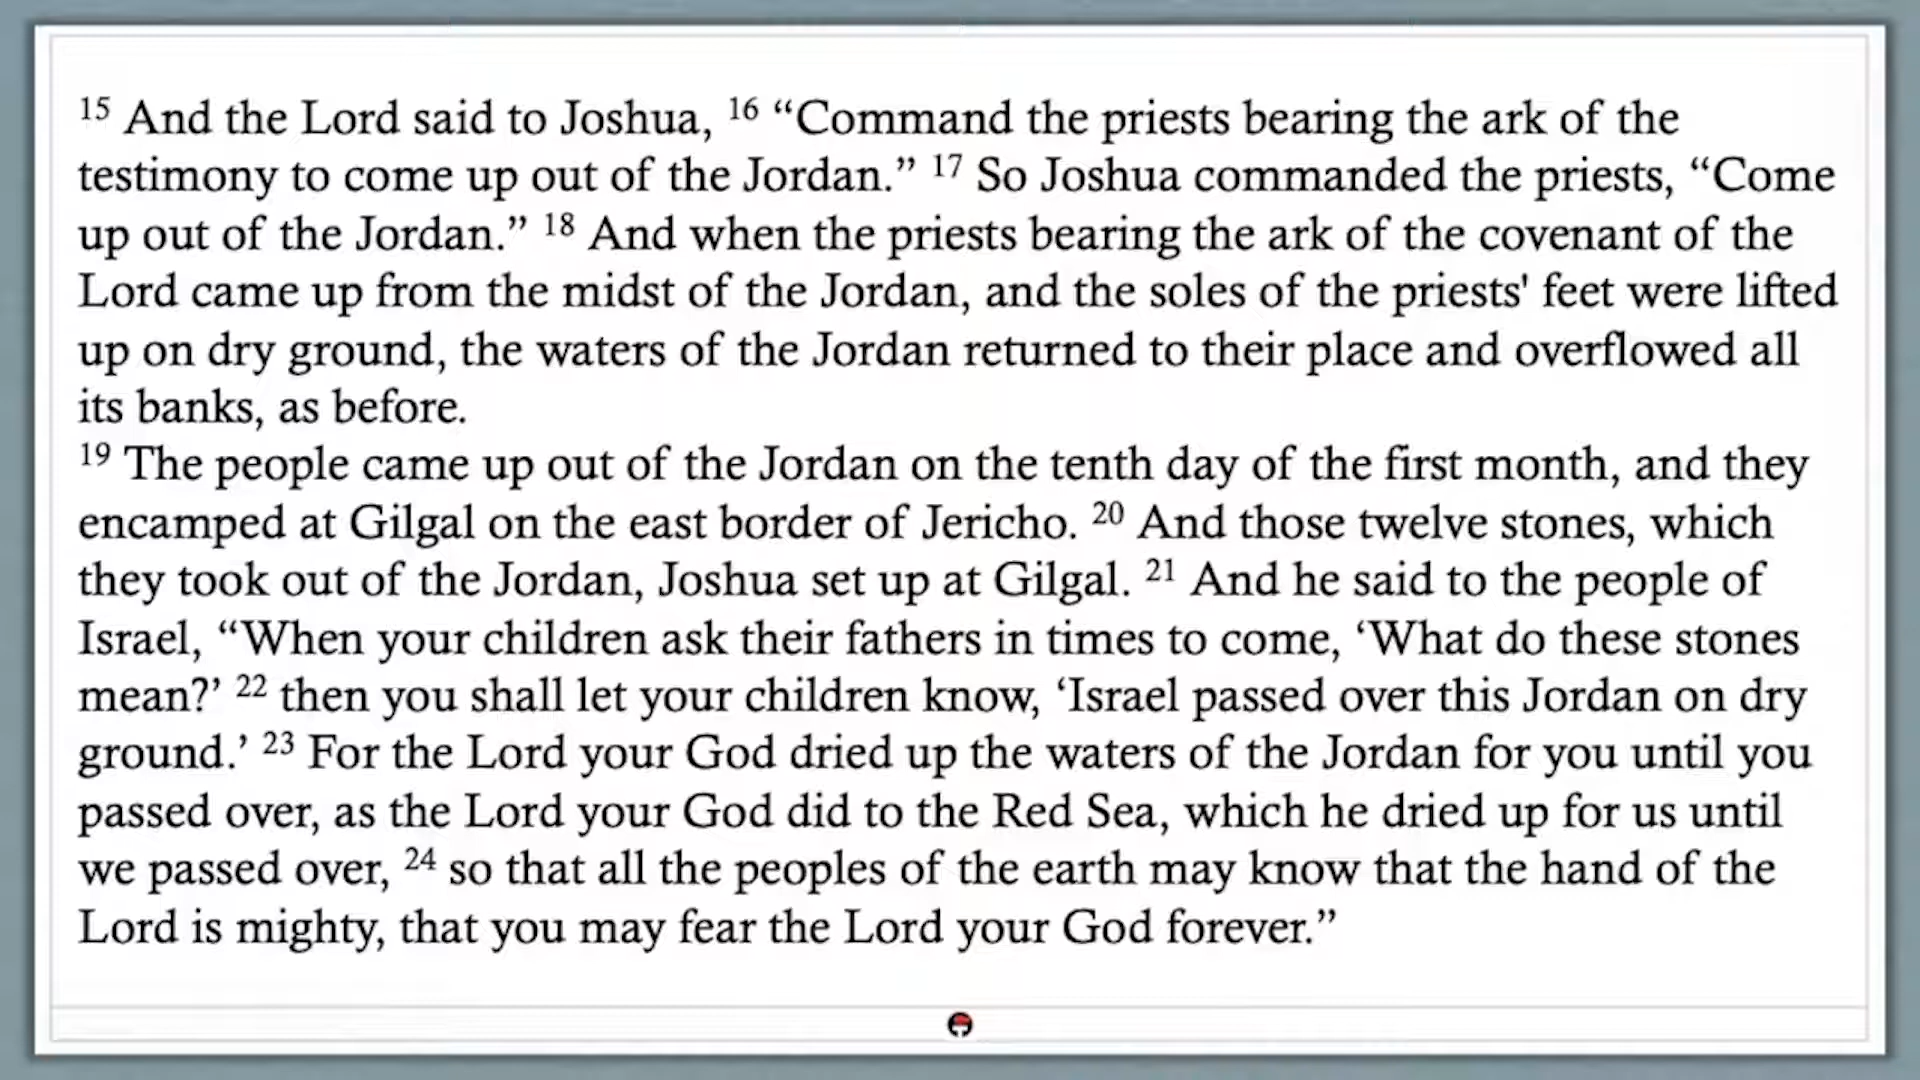 15 And the Lord said to Joshua, 16 “Command the priests bearing the ark of the
testimony to come up out of the Jordan.” 17 So Joshua commanded the priests, “Come
up out of the Jordan.” 18 And when the priests bearing the ark of the covenant of the
Lord came up from the midst of the Jordan, and the soles of the priests' feet were lifted
up on dry ground, the waters of the Jordan returned to their place and overflowed all
its banks, as before.
19 The people came up out of the Jordan on the tenth day of the first month, and they
encamped at Gilgal on the east border of Jericho. 20 And those twelve stones, which
they took out of the Jordan, Joshua set up at Gilgal. 21 And he said to the people of
Israel, “When your children ask their fathers in times to come, ‘What do these stones
mean?’ 22 then you shall let your children know, ‘Israel passed over this Jordan on dry
ground.’ 23 For the Lord your God dried up the waters of the Jordan for you until you
passed over, as the Lord your God did to the Red Sea, which he dried up for us until
we passed over, 24 so that all the peoples of the earth may know that the hand of the
Lord is mighty, that you may fear the Lord your God forever.”